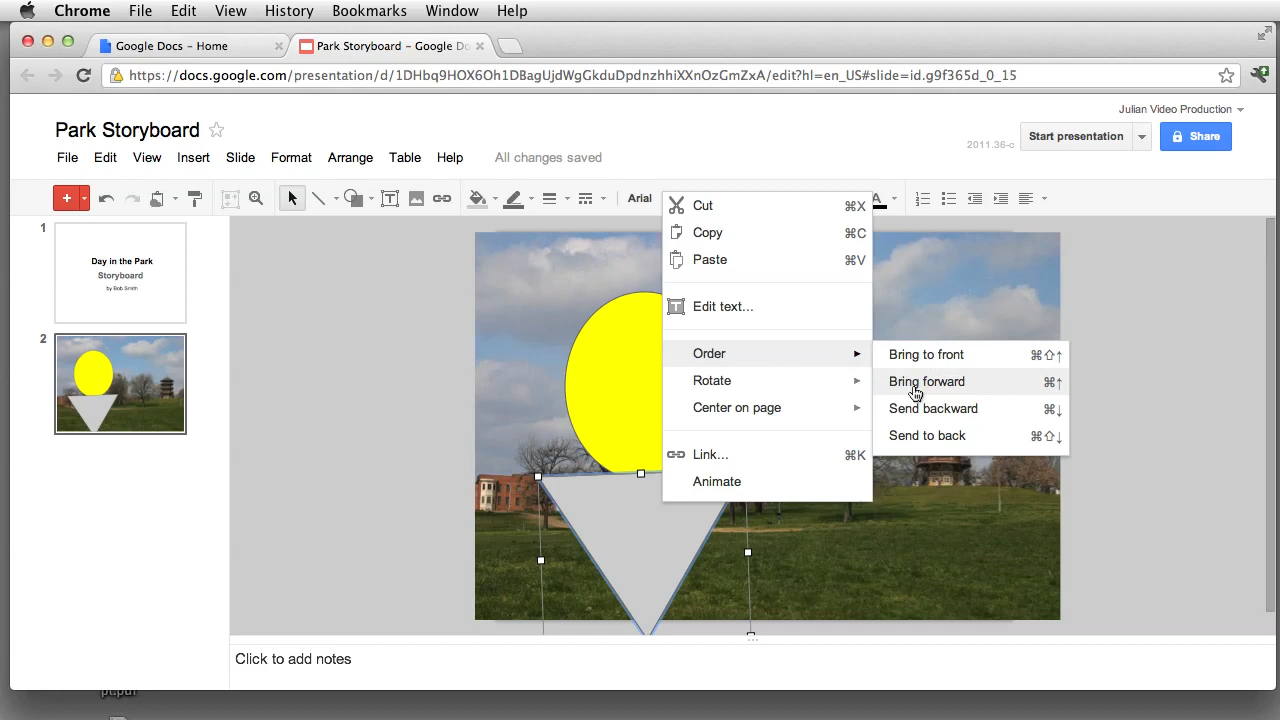 Chrome File Edit View History Bookmarks Window Help
Google Docs - Home
Park Storyboard - Google Do
https://docs.google.com/presentation/d/1DHbq9HOX6Oh1DBagUjdWgGkduDpdnzhhiXXnOzGmZxA/edit?hl=en_US#slide=id.g9f365d_0_15
Julian Video Production
Park Storyboard
2011.36-c
Start presentation
Share
File Edit View Insert Slide Format Arrange Table Help
All changes saved
Arial
A
1
Day in the Park
Storyboard
by Bob Smith
2
Cut ⌘X
Copy ⌘C
Paste ⌘V
Edit text...
Order
Rotate
Center on page
Link... ⌘K
Animate
Bring to front ⌘⇧↑
Bring forward ⌘↑
Send backward ⌘↓
Send to back ⌘⇧↓
Click to add notes
pt.pdf